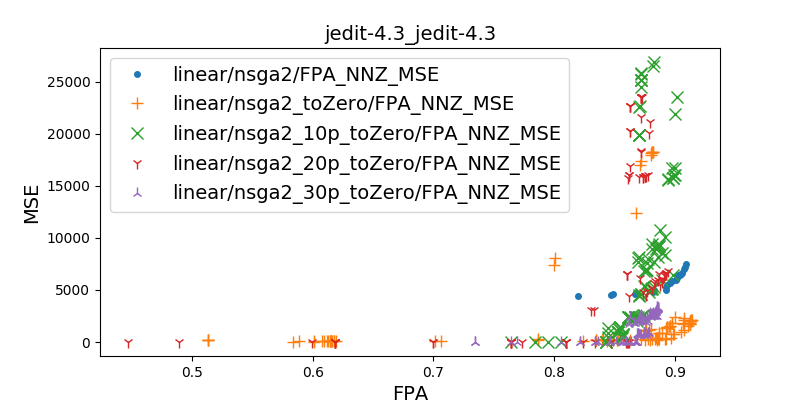 jedit-4.3_jedit-4.3
linear/nsga2/FPA_NNZ_MSE
linear/nsga2_toZero/FPA_NNZ_MSE
linear/nsga2_10p_toZero/FPA_NNZ_MSE
linear/nsga2_20p_toZero/FPA_NNZ_MSE
linear/nsga2_30p_toZero/FPA_NNZ_MSE
25000
20000
15000
10000
5000
0
MSE
0.5 0.6 0.7 0.8 0.9
FPA